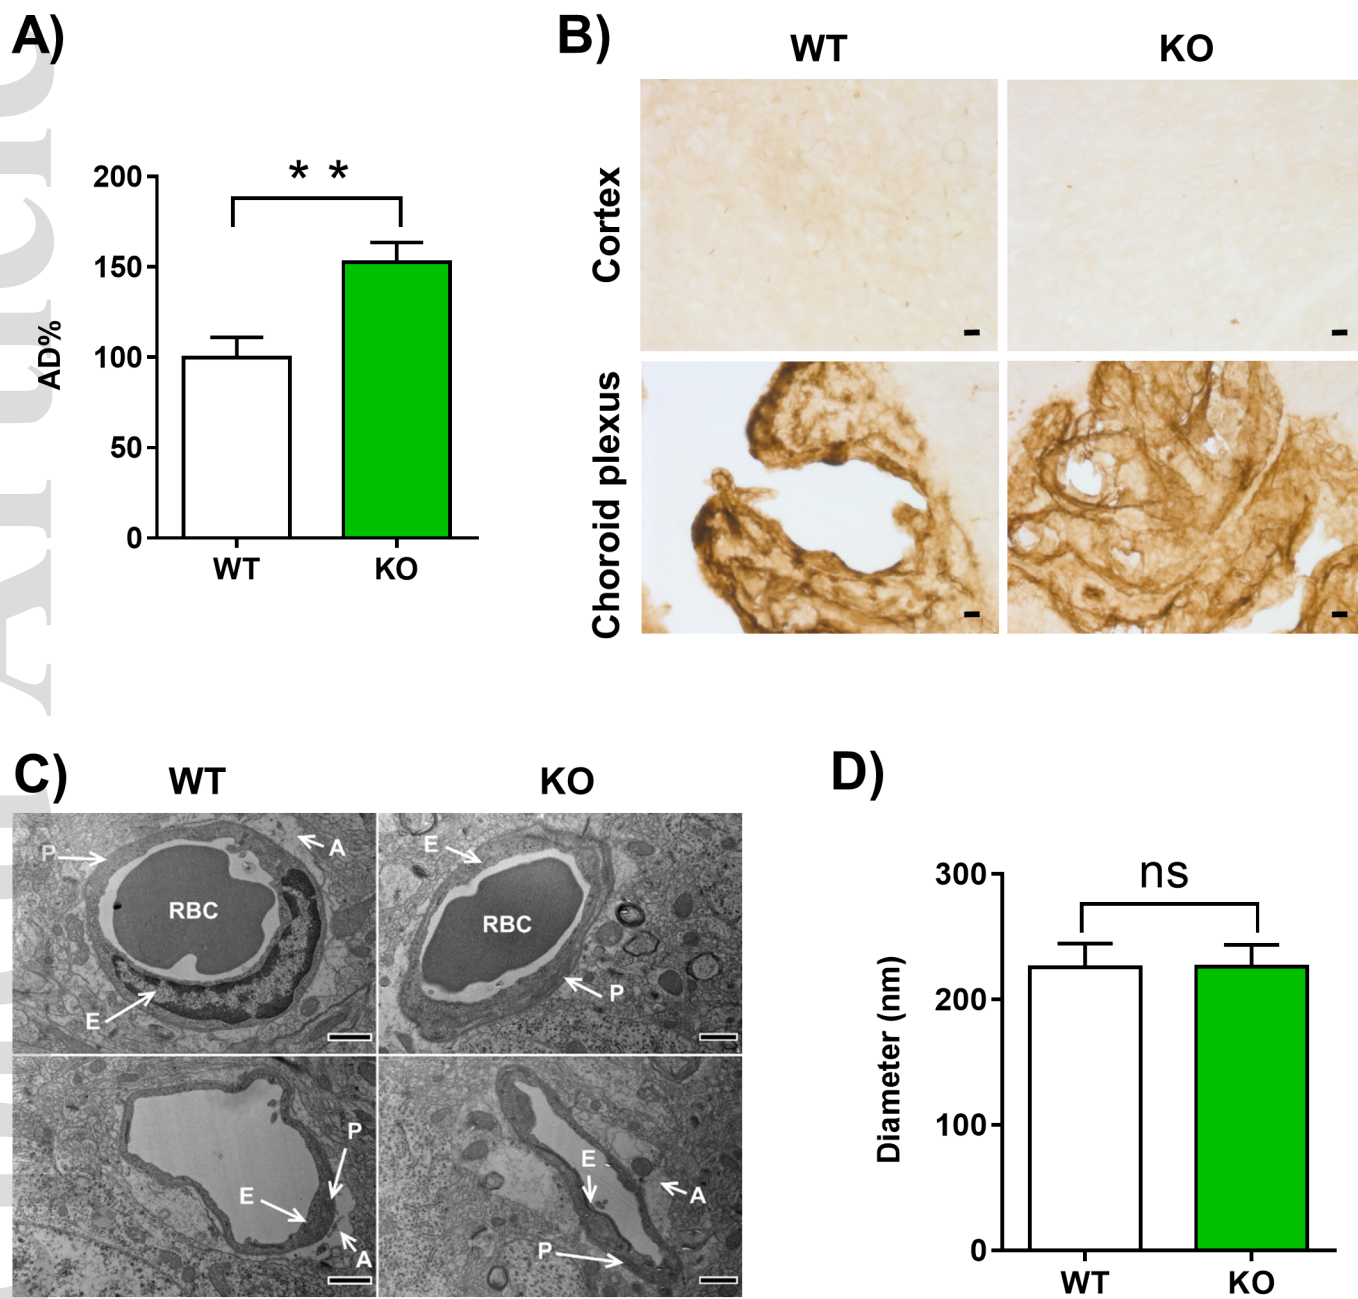 A)
* *
200
150
100
50
0
AD%
WT
KO
B)
WT
KO
Cortex
Choroid plexus
C)
WT
KO
P
A
RBC
E
E
RBC
P
P
E
A
E
A
P
D)
ns
300
200
100
0
Diameter (nm)
WT
KO